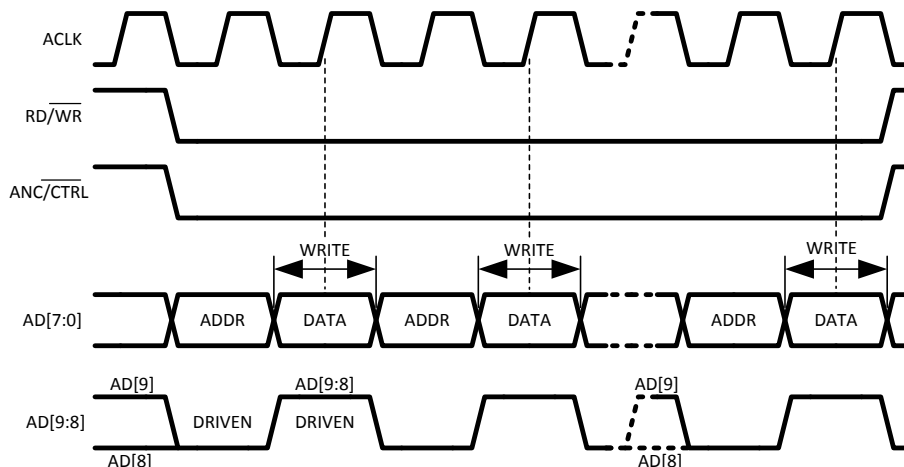 ACLK
RD/WR
ANC/CTRL
WRITE WRITE WRITE
AD[7:0] ADDR DATA ADDR DATA ADDR DATA
AD[9] AD[9:8] AD[9]
AD[9:8] DRIVEN DRIVEN
AD[8] AD[8]